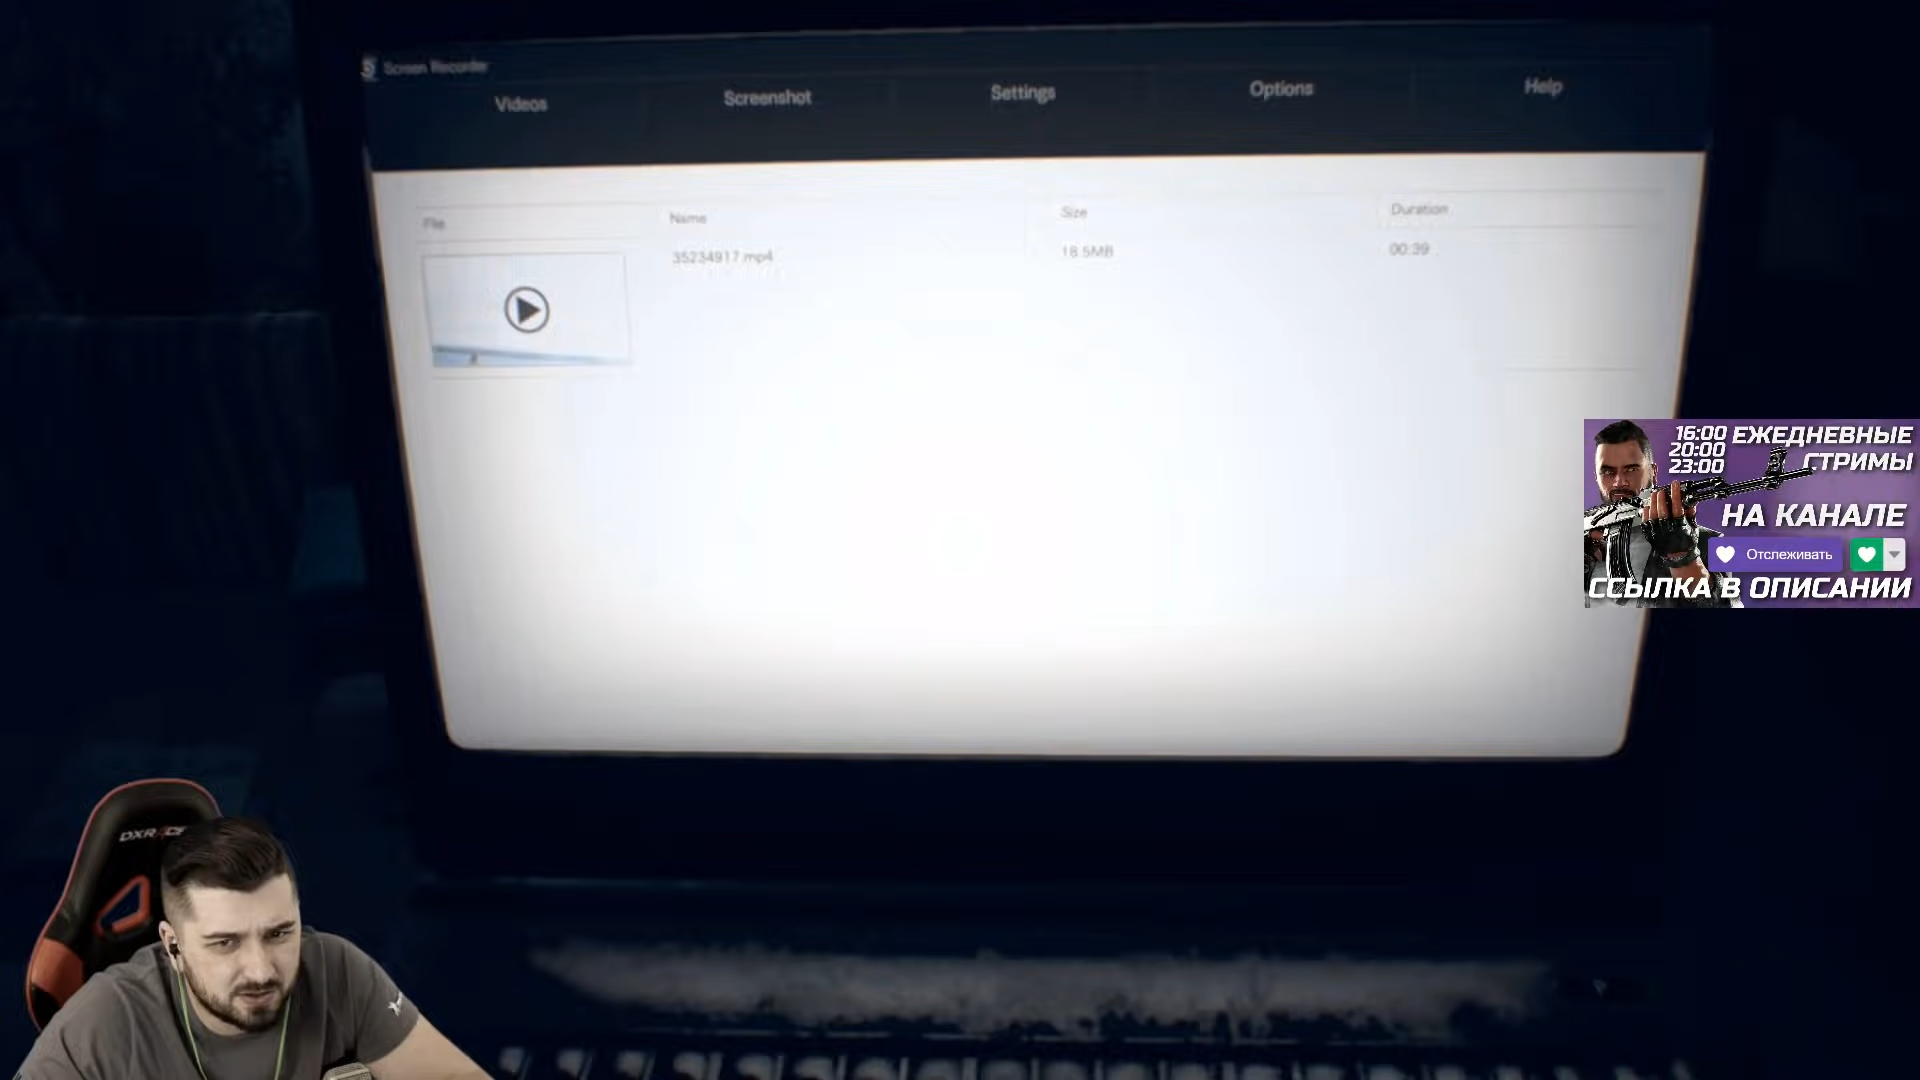 Screen Recorder
Videos
Screenshot
Settings
Options
Help
File
Name
Size
Duration
35234917.mp4
18.5MB
00:39
16:00 ЕЖЕДНЕВНЫЕ
20:00 СТРИМЫ
23:00
НА КАНАЛЕ
Отслеживать
ССЫЛКА В ОПИСАНИИ
DXRACER